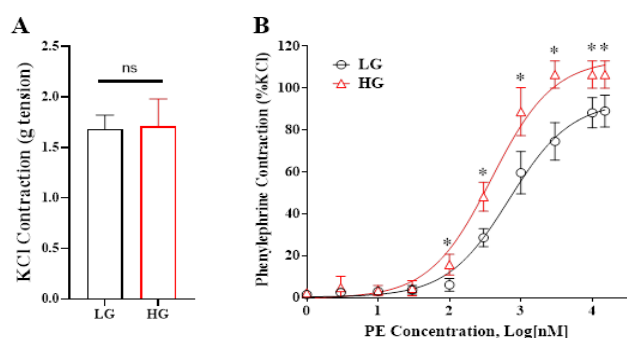 A
KCl Contraction (g tension)
2.5
2.0
1.5
1.0
0.5
0.0
ns
LG HG
B
Phenylephrine Contraction (%KCl)
120
100
80
60
40
20
0
LG
HG
* * * * * *
0 1 2 3 4
PE Concentration, Log[nM]